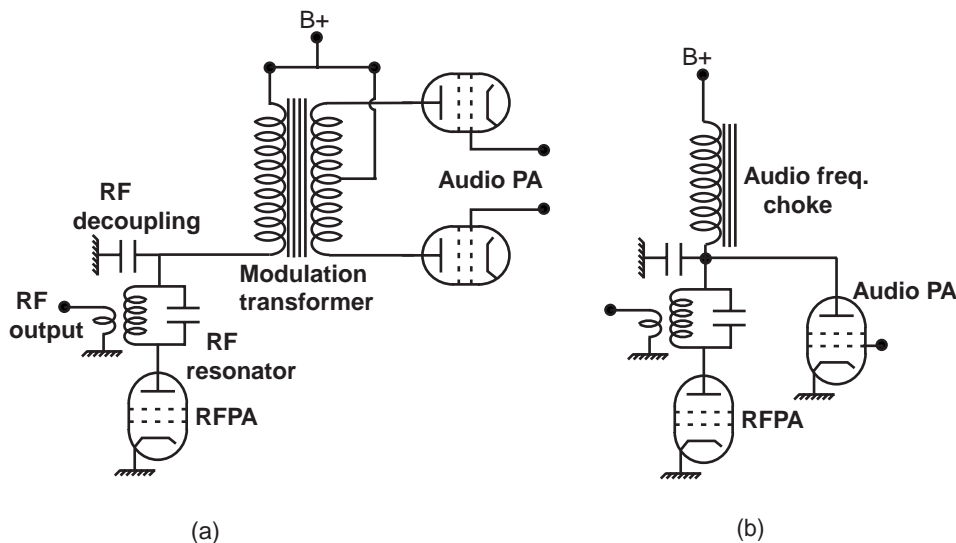 B+
Audio PA
RF
decoupling
Modulation
transformer
RF
output
RF
resonator
RFPA
(a)
B+
Audio freq.
choke
Audio PA
RFPA
(b)